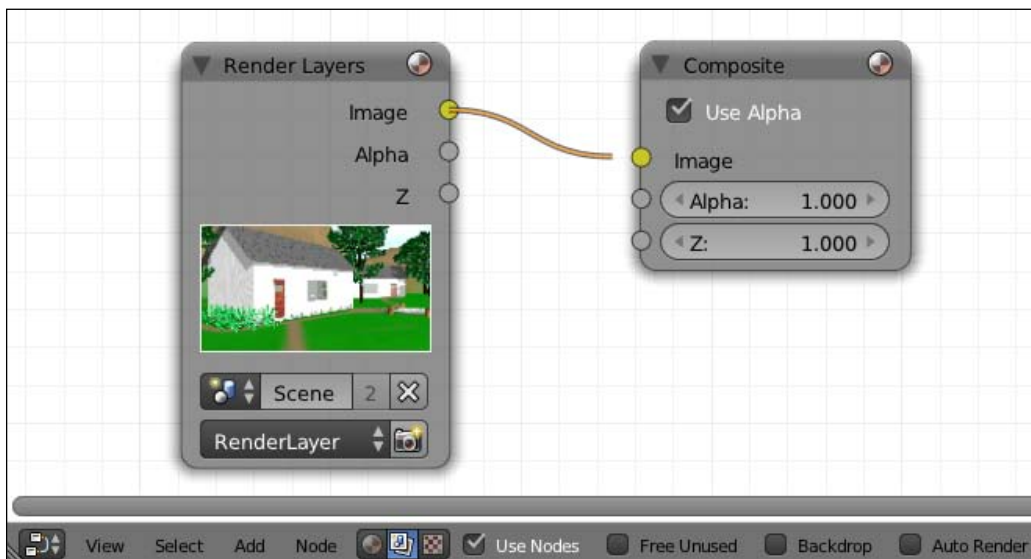 Render Layers
Image
Alpha
Z
Scene 2
RenderLayer
Composite
Use Alpha
Image
Alpha: 1.000
Z: 1.000
View Select Add Node Use Nodes Free Unused Backdrop Auto Render